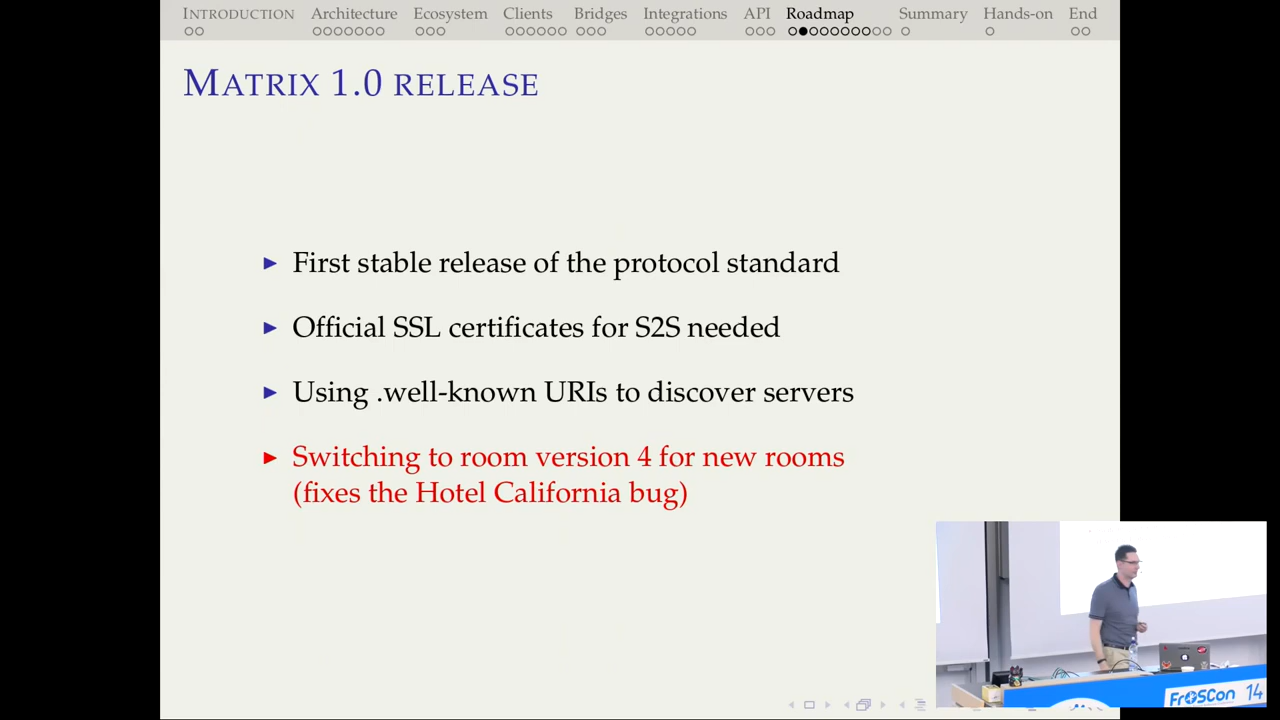 Introduction Architecture Ecosystem Clients Bridges Integrations API Roadmap Summary Hands-on End
Matrix 1.0 release
First stable release of the protocol standard
Official SSL certificates for S2S needed
Using .well-known URIs to discover servers
Switching to room version 4 for new rooms
(fixes the Hotel California bug)
FrOSCon 14